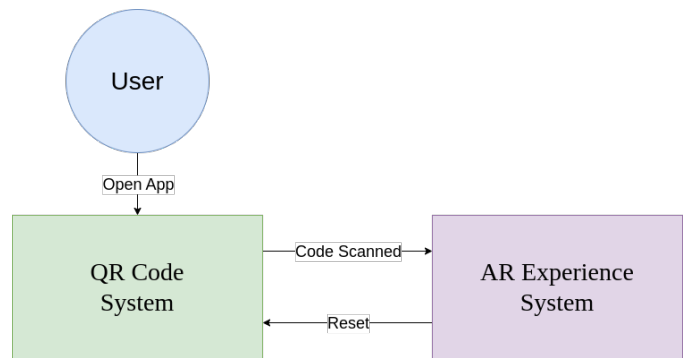 User
Open App
QR Code
System
Code Scanned
AR Experience
System
Reset